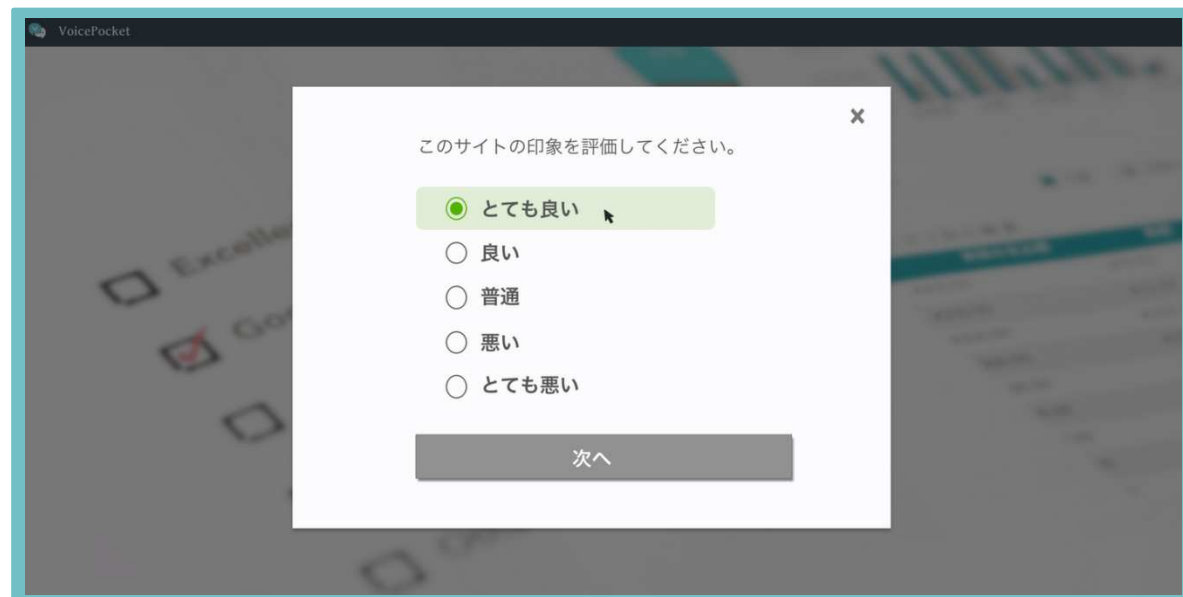 VoicePocket
このサイトの印象を評価してください。
とても良い
良い
普通
悪い
とても悪い
次へ